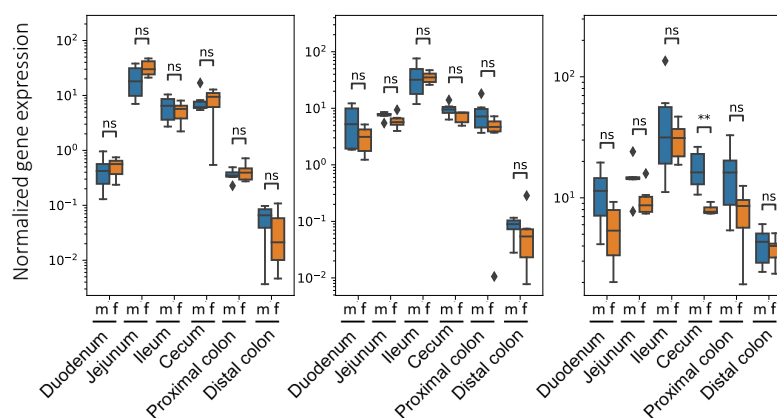 Normalized gene expression
10²
10¹
10⁰
10⁻¹
10⁻²
ns
ns
ns
ns
ns
ns
m f m f m f m f m f m f
Duodenum
Jejunum
Ileum
Cecum
Proximal colon
Distal colon
10²
10¹
10⁰
10⁻¹
10⁻²
ns
ns
ns
ns
ns
ns
m f m f m f m f m f m f
Duodenum
Jejunum
Ileum
Cecum
Proximal colon
Distal colon
10²
10¹
ns
ns
ns
**
ns
ns
m f m f m f m f m f m f
Duodenum
Jejunum
Ileum
Cecum
Proximal colon
Distal colon